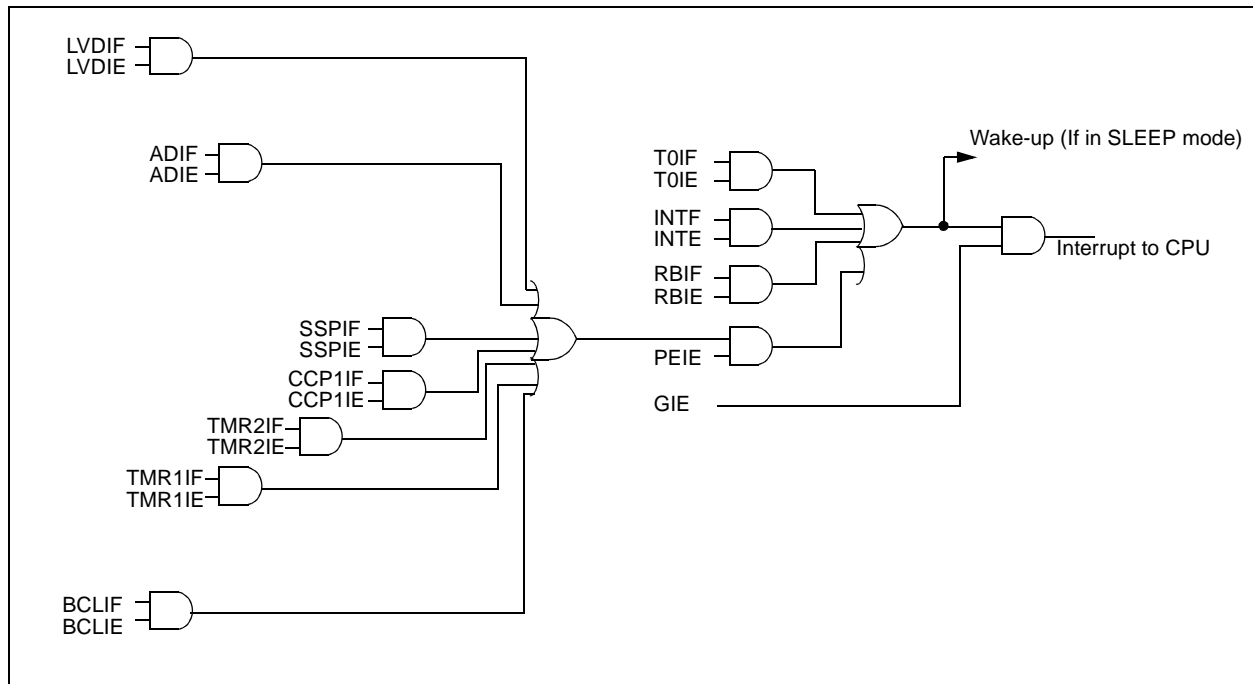 LVDIF
LVDIE
ADIF
ADIE
SSPIF
SSPIE
CCP1IF
CCP1IE
TMR2IF
TMR2IE
TMR1IF
TMR1IE
BCLIF
BCLIE
T0IF
T0IE
INTF
INTE
RBIF
RBIE
PEIE
GIE
Wake-up (If in SLEEP mode)
Interrupt to CPU